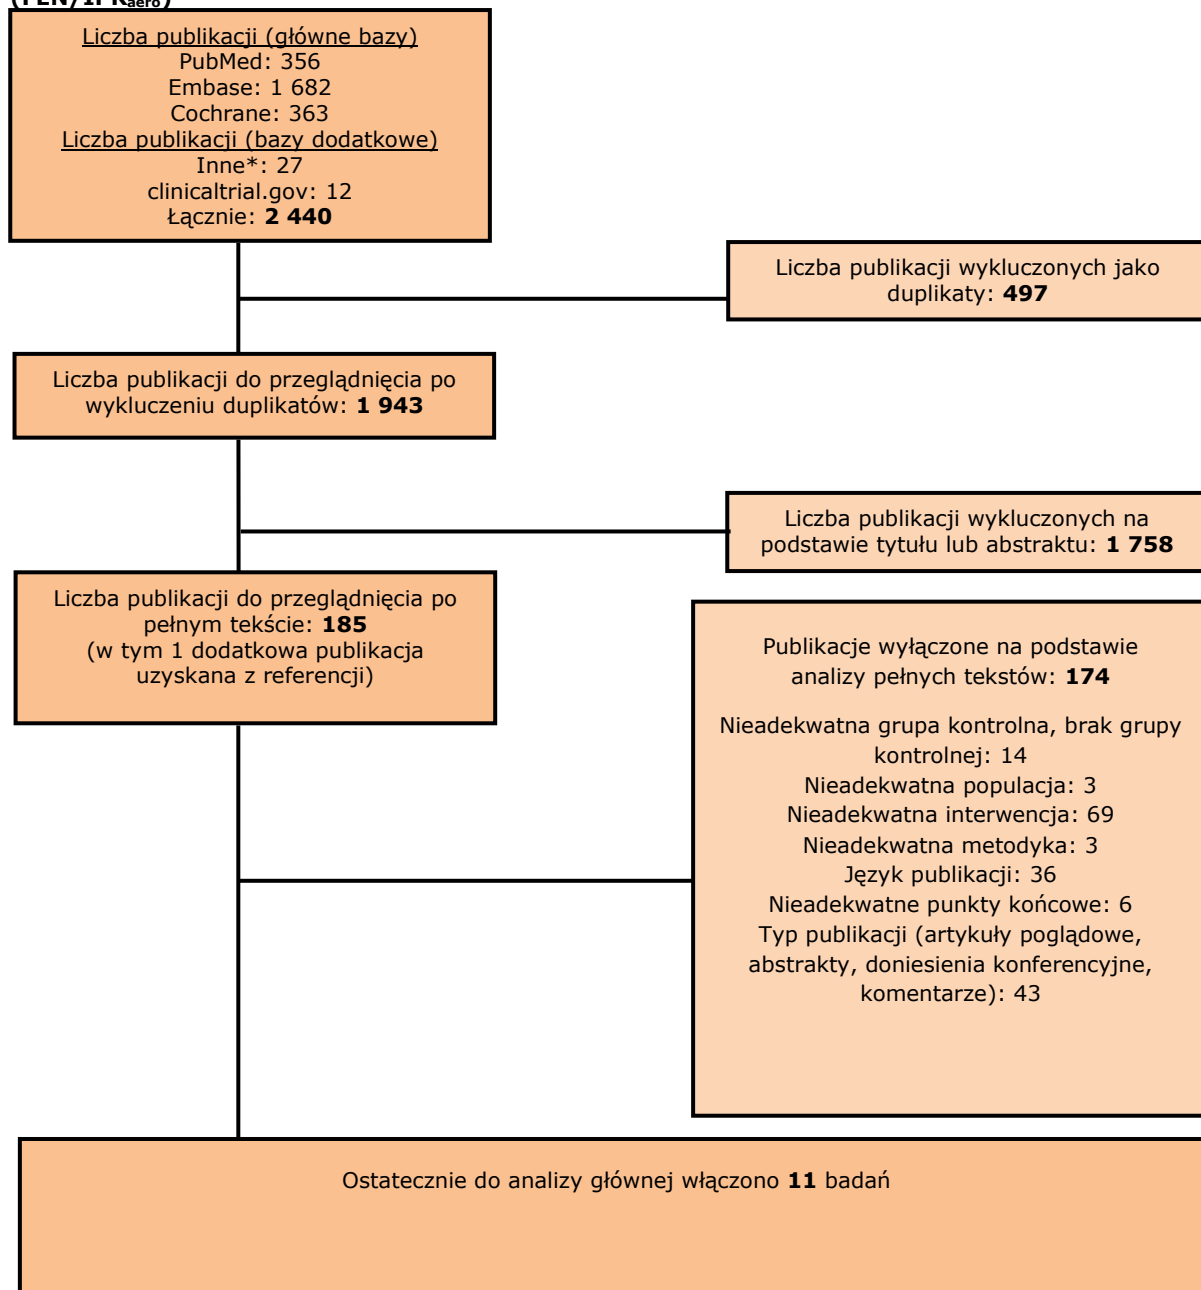 (FEN/IPRaero)
Liczba publikacji (główne bazy)
PubMed: 356
Embase: 1 682
Cochrane: 363
Liczba publikacji (bazy dodatkowe)
Inne*: 27
clinicaltrial.gov: 12
Łącznie: 2 440
Liczba publikacji wykluczonych jako
duplikaty: 497
Liczba publikacji do przeglądnięcia po
wykluczeniu duplikatów: 1 943
Liczba publikacji wykluczonych na
podstawie tytułu lub abstraktu: 1 758
Liczba publikacji do przeglądnięcia po
pełnym tekście: 185
(w tym 1 dodatkowa publikacja
uzyskana z referencji)
Publikacje wyłączone na podstawie
analizy pełnych tekstów: 174
Nieadekwatna grupa kontrolna, brak grupy
kontrolnej: 14
Nieadekwatna populacja: 3
Nieadekwatna interwencja: 69
Nieadekwatna metodyka: 3
Język publikacji: 36
Nieadekwatne punkty końcowe: 6
Typ publikacji (artykuły poglądowe,
abstrakty, doniesienia konferencyjne,
komentarze): 43
Ostatecznie do analizy głównej włączono 11 badań